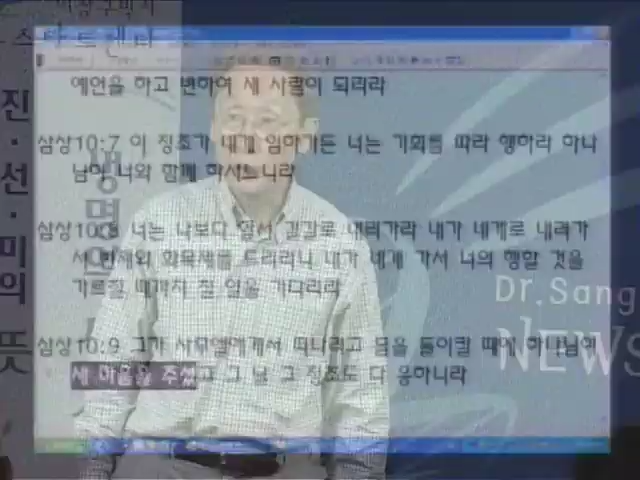 예언을 하고 변하여 새 사람이 되리라
삼상10:7 이 징조가 네게 임하거든 너는 기회를 따라 행하라 하나
님이 너와 함께 하시느니라
삼상10:8 너는 나보다 앞서 길갈로 내려가라 내가 네게로 내려가
서 번제와 화목제를 드리리니 내가 네게 가서 너의 행할 것을
가르칠 때까지 칠 일을 기다리라
삼상10:9 그가 사무엘에게서 떠나려고 몸을 돌이킬 때에 하나님이
새 마음을 주셨고 그 날 그 징조도 다 응하니라
진·선·미의 뜻
생명의
Dr.Sang
NEWS